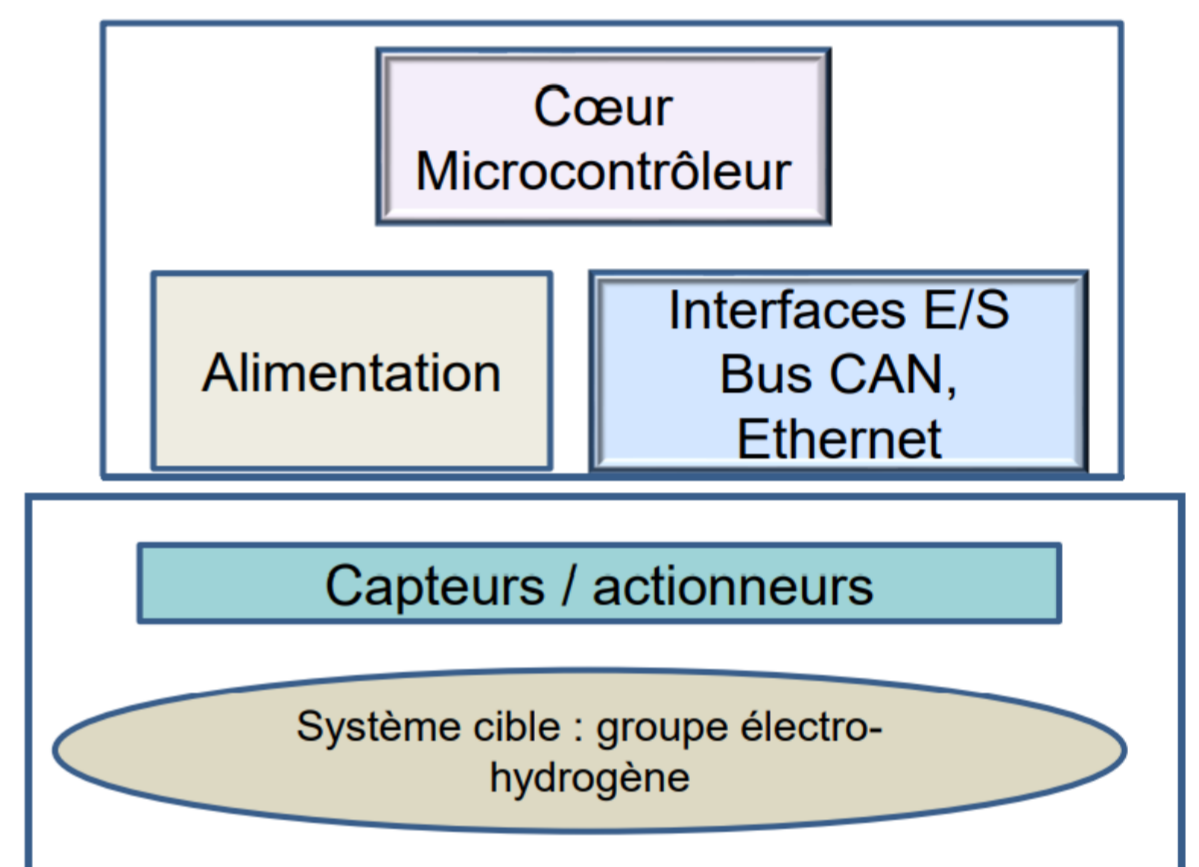 Cœur
Microcontrôleur
Alimentation
Interfaces E/S
Bus CAN,
Ethernet
Capteurs / actionneurs
Système cible : groupe électro-
hydrogène